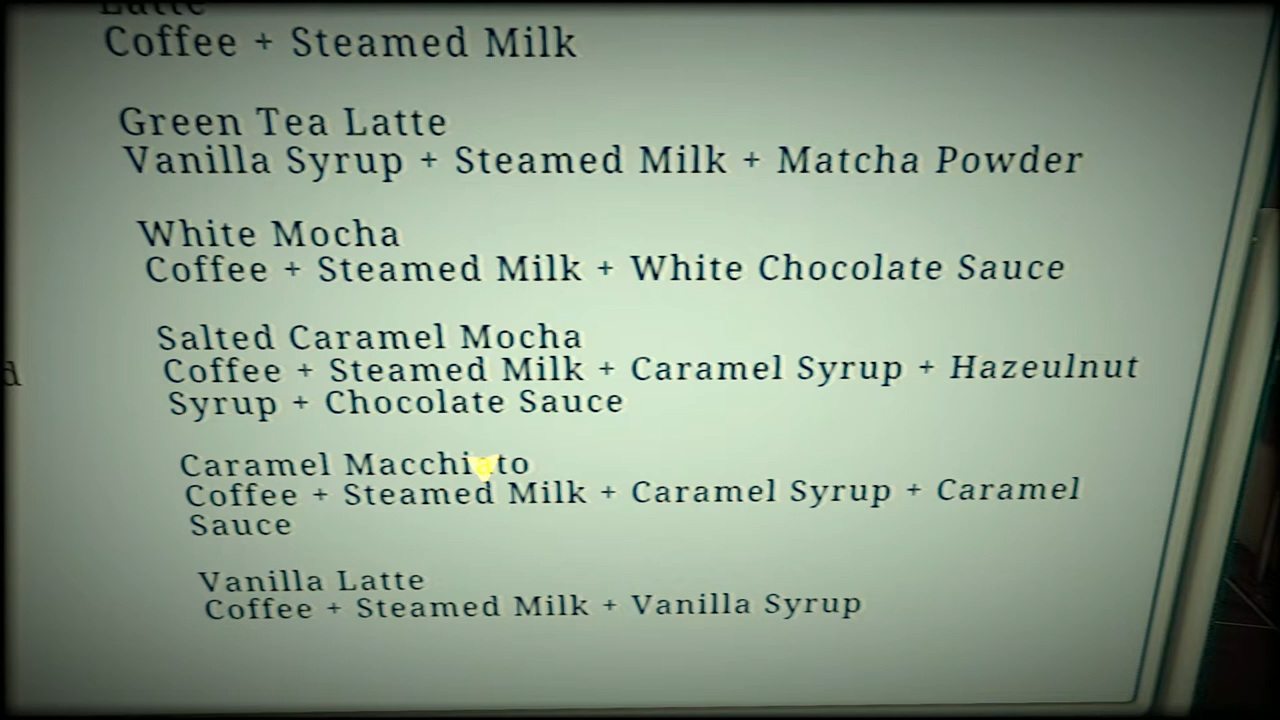 Latte
Coffee + Steamed Milk
Green Tea Latte
Vanilla Syrup + Steamed Milk + Matcha Powder
White Mocha
Coffee + Steamed Milk + White Chocolate Sauce
Salted Caramel Mocha
Coffee + Steamed Milk + Caramel Syrup + Hazeulnut
Syrup + Chocolate Sauce
Caramel Macchiato
Coffee + Steamed Milk + Caramel Syrup + Caramel
Sauce
Vanilla Latte
Coffee + Steamed Milk + Vanilla Syrup